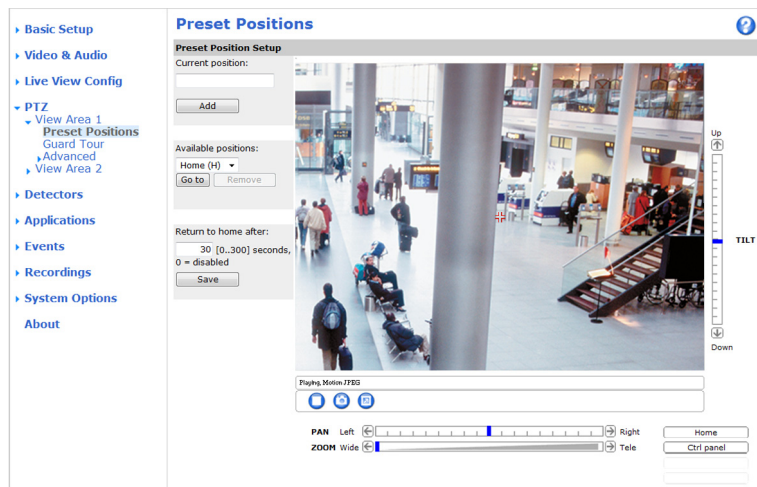 Basic Setup
Video & Audio
Live View Config
PTZ
View Area 1
Preset Positions
Guard Tour
Advanced
View Area 2
Detectors
Applications
Events
Recordings
System Options
About
Preset Positions
?
Preset Position Setup
Current position:
Add
Available positions:
Home (H)
Go to
Remove
Return to home after:
30 [0..300] seconds,
0 = disabled
Save
Up
TILT
Down
Playing, Motion JPEG
PAN Left Right
ZOOM Wide Tele
Home
Ctrl panel